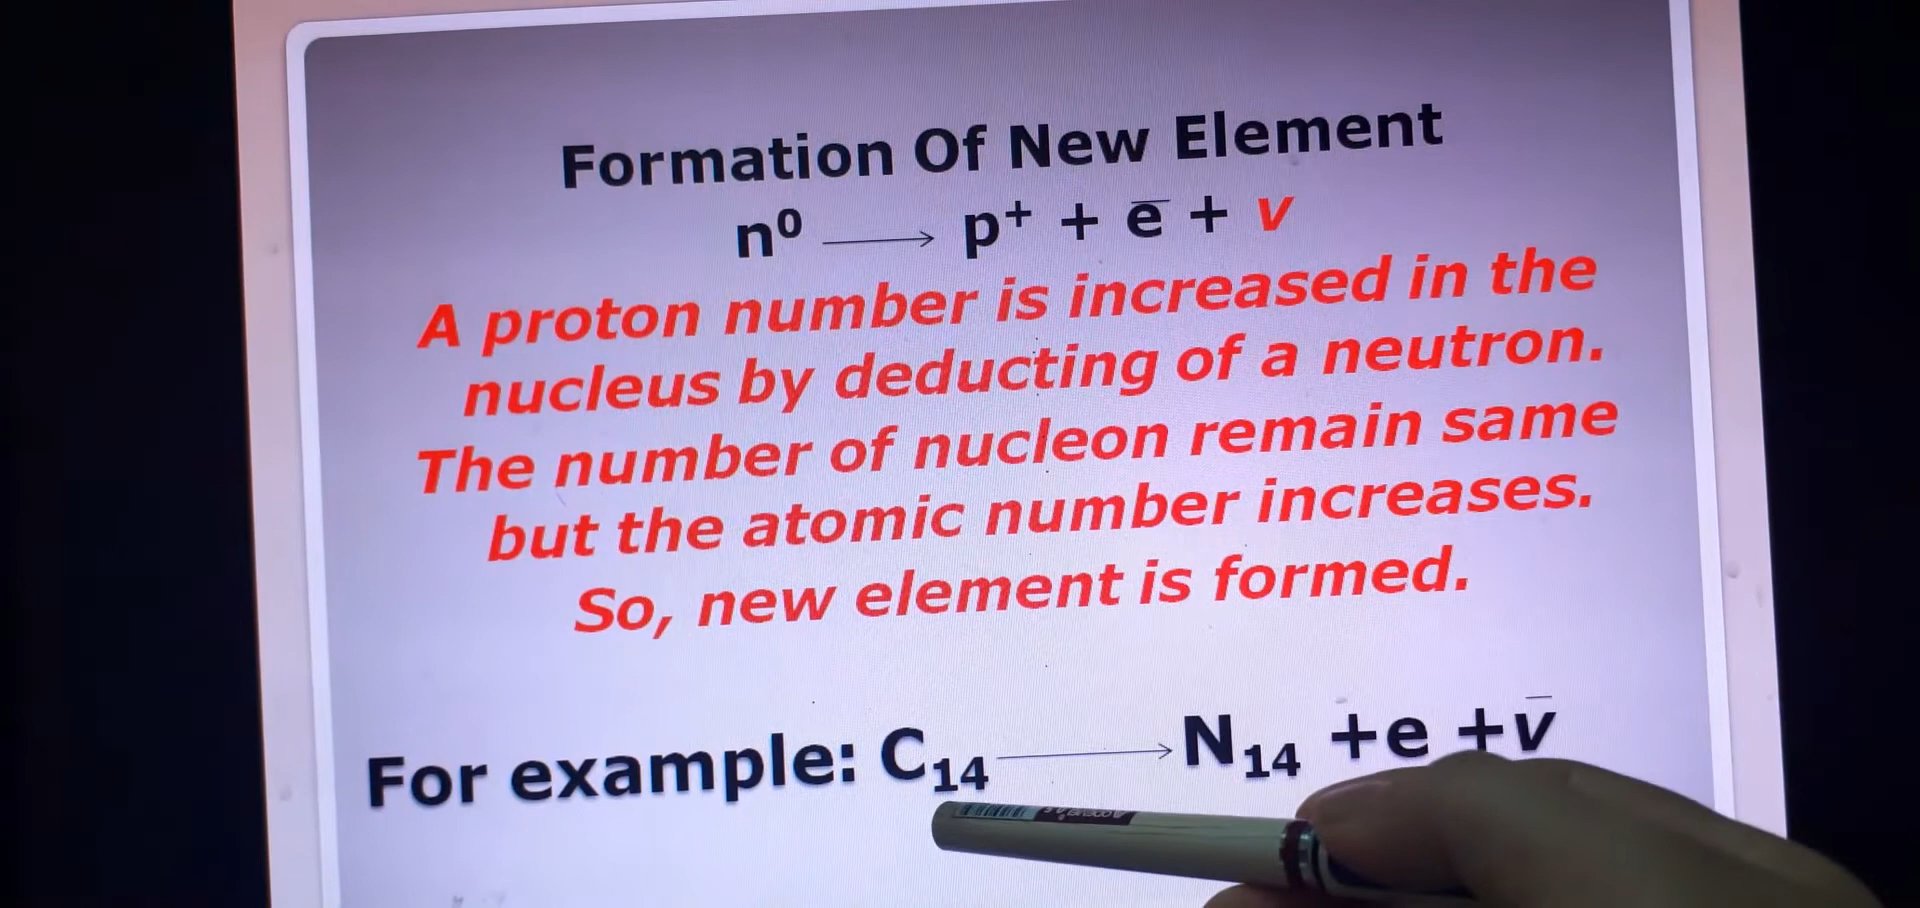 Formation Of New Element
n⁰ ⟶ p⁺ + e̅ + v
A proton number is increased in the
nucleus by deducting of a neutron.
The number of nucleon remain same
but the atomic number increases.
So, new element is formed.
For example: C₁₄ ⟶ N₁₄ +e +v̅